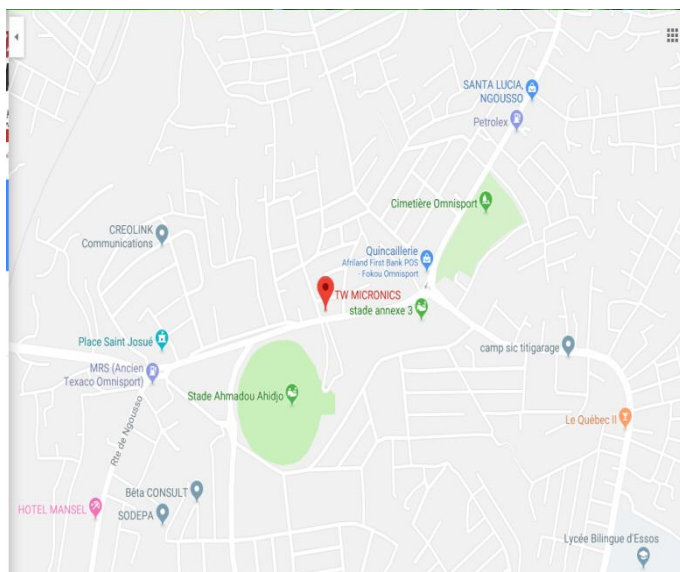 SANTA LUCIA,
NGOUSSO
Petrolex
Cimetière Omnisport
CREOLINK
Communications
Quincaillerie
Afriland First Bank POS
- Fokou Omnisport
TW MICRONICS
stade annexe 3
Place Saint Josué
camp sic titigarage
MRS (Ancien
Texaco Omnisport)
Stade Ahmadou Ahidjo
Le Québec II
Rte de Ngousso
Bêta CONSULT
HOTEL MANSEL
SODEPA
Lycée Bilingue d'Essos